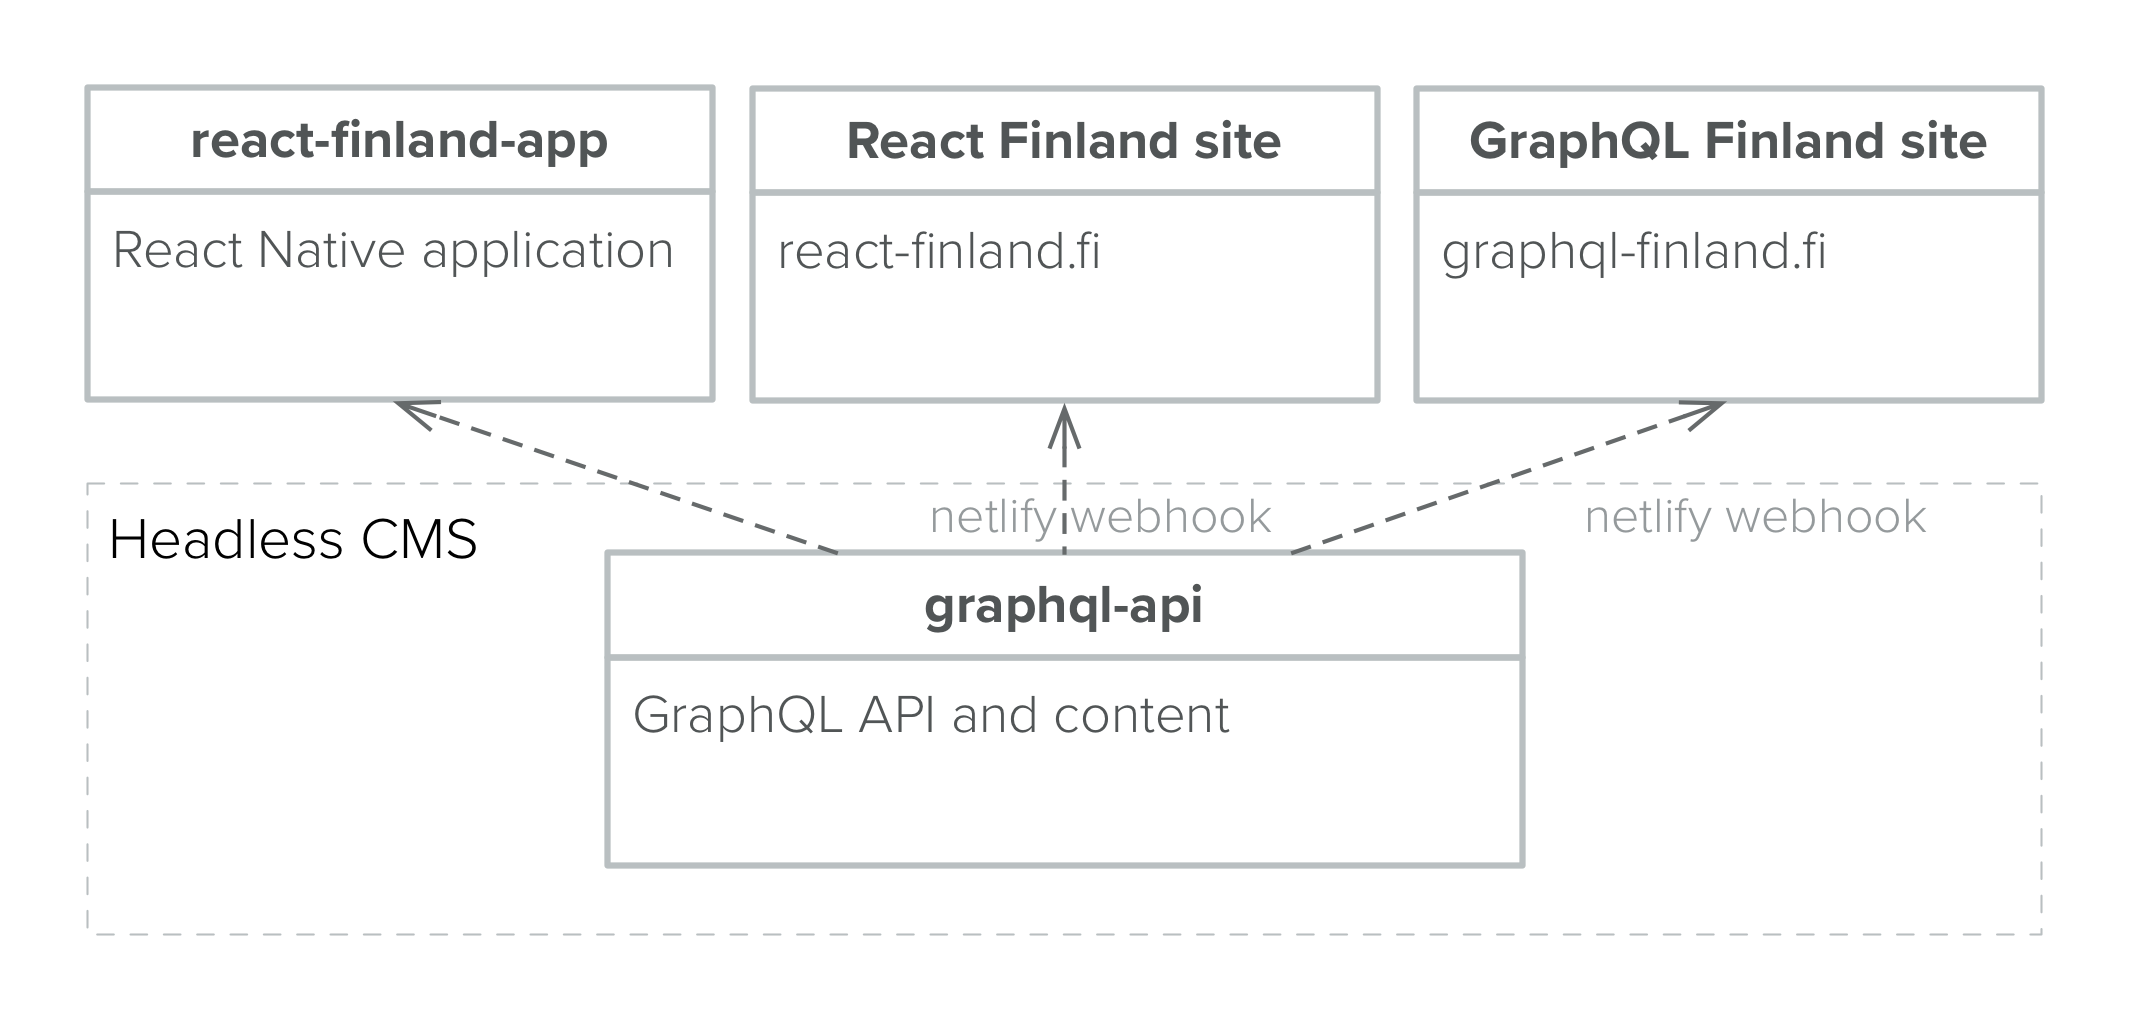 react-finland-app
React Native application
React Finland site
react-finland.fi
GraphQL Finland site
graphql-finland.fi
Headless CMS
netlify webhook
netlify webhook
graphql-api
GraphQL API and content